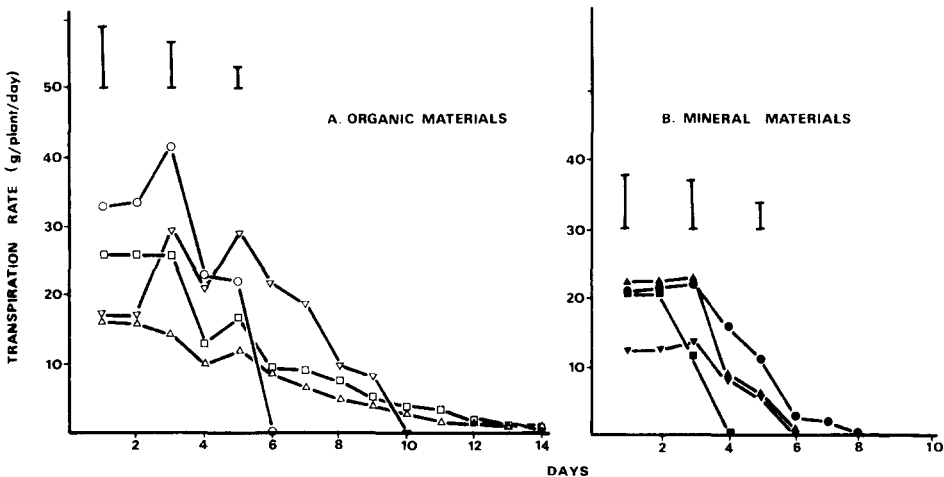 TRANSPIRATION RATE (g/plant/day)
50
40
30
20
10
A. ORGANIC MATERIALS
2 4 6 8 10 12 14
B. MINERAL MATERIALS
40
30
20
10
2 4 6 8 10
DAYS